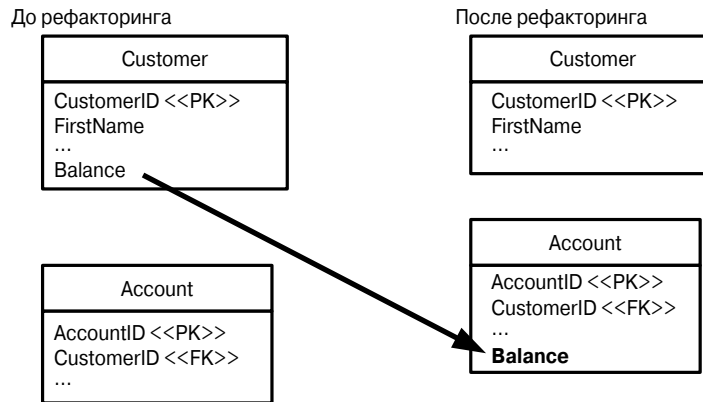 До рефакторинга
Customer
CustomerID <<PK>>
FirstName
...
Balance
Account
AccountID <<PK>>
CustomerID <<FK>>
...
После рефакторинга
Customer
CustomerID <<PK>>
FirstName
...
Account
AccountID <<PK>>
CustomerID <<FK>>
...
Balance